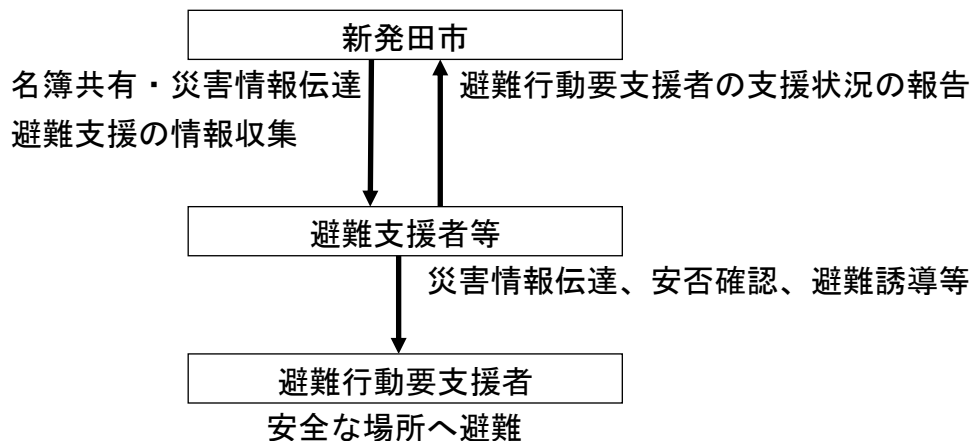 新発田市
名簿共有・災害情報伝達
避難支援の情報収集
避難行動要支援者の支援状況の報告
避難支援者等
災害情報伝達、安否確認、避難誘導等
避難行動要支援者
安全な場所へ避難